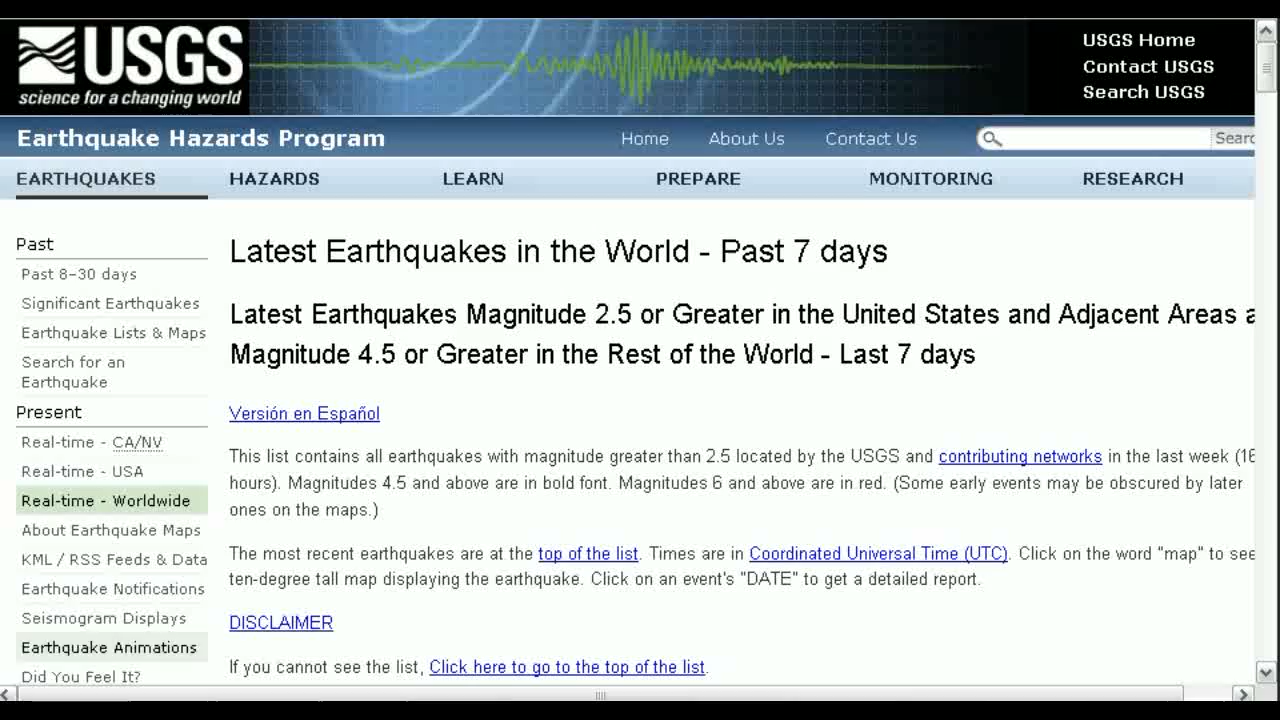 USGS
science for a changing world
USGS Home
Contact USGS
Search USGS
Earthquake Hazards Program
Home
About Us
Contact Us
EARTHQUAKES
HAZARDS
LEARN
PREPARE
MONITORING
RESEARCH
Past
Past 8-30 days
Significant Earthquakes
Earthquake Lists & Maps
Search for an
Earthquake
Present
Real-time - CA/NV
Real-time - USA
Real-time - Worldwide
About Earthquake Maps
KML / RSS Feeds & Data
Earthquake Notifications
Seismogram Displays
Earthquake Animations
Did You Feel It?
Latest Earthquakes in the World - Past 7 days
Latest Earthquakes Magnitude 2.5 or Greater in the United States and Adjacent Areas
Magnitude 4.5 or Greater in the Rest of the World - Last 7 days
Versión en Español
This list contains all earthquakes with magnitude greater than 2.5 located by the USGS and contributing networks in the last week
hours). Magnitudes 4.5 and above are in bold font. Magnitudes 6 and above are in red. (Some early events may be obscured by later
ones on the maps.)
The most recent earthquakes are at the top of the list. Times are in Coordinated Universal Time (UTC). Click on the word "map" to see
ten-degree tall map displaying the earthquake. Click on an event's "DATE" to get a detailed report.
DISCLAIMER
If you cannot see the list, Click here to go to the top of the list.